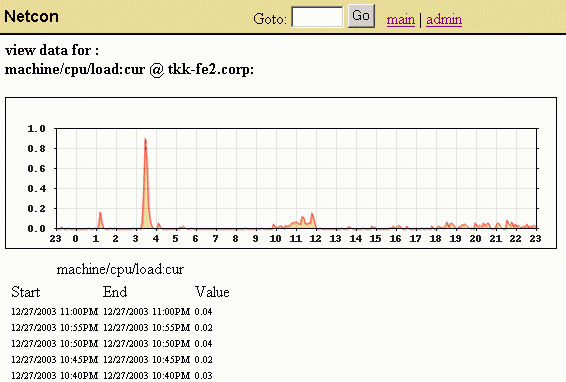 Netcon Goto: Go main | admin
view data for :
machine/cpu/load:cur @ tkk-fe2.corp:
1.0
0.8
0.6
0.4
0.2
0.0
23 0 1 2 3 4 5 6 7 8 9 10 11 12 13 14 15 16 17 18 19 20 21 22 23
machine/cpu/load:cur
Start End Value
12/27/2003 11:00PM 12/27/2003 11:00PM 0.04
12/27/2003 10:55PM 12/27/2003 10:55PM 0.02
12/27/2003 10:50PM 12/27/2003 10:50PM 0.04
12/27/2003 10:45PM 12/27/2003 10:45PM 0.02
12/27/2003 10:40PM 12/27/2003 10:40PM 0.03